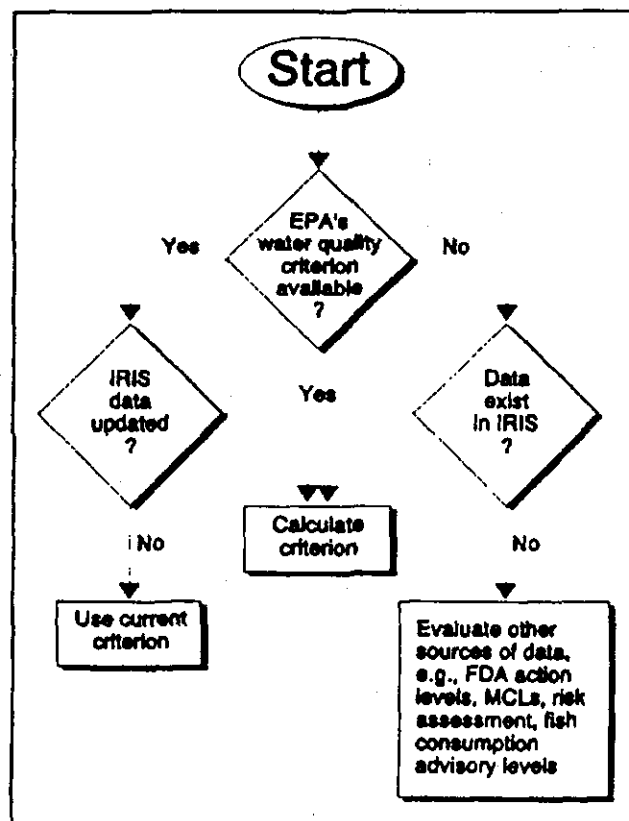 Start
EPA's
Yes
water quality
No
criterion
available
?
IRIS
data
updated
?
Yes
Data
exist
in IRIS
?
Calculate
criterion
No
No
Use current
criterion
Evaluate other
sources of data,
e.g., FDA action
levels, MCLs, risk
assessment, fish
consumption
advisory levels